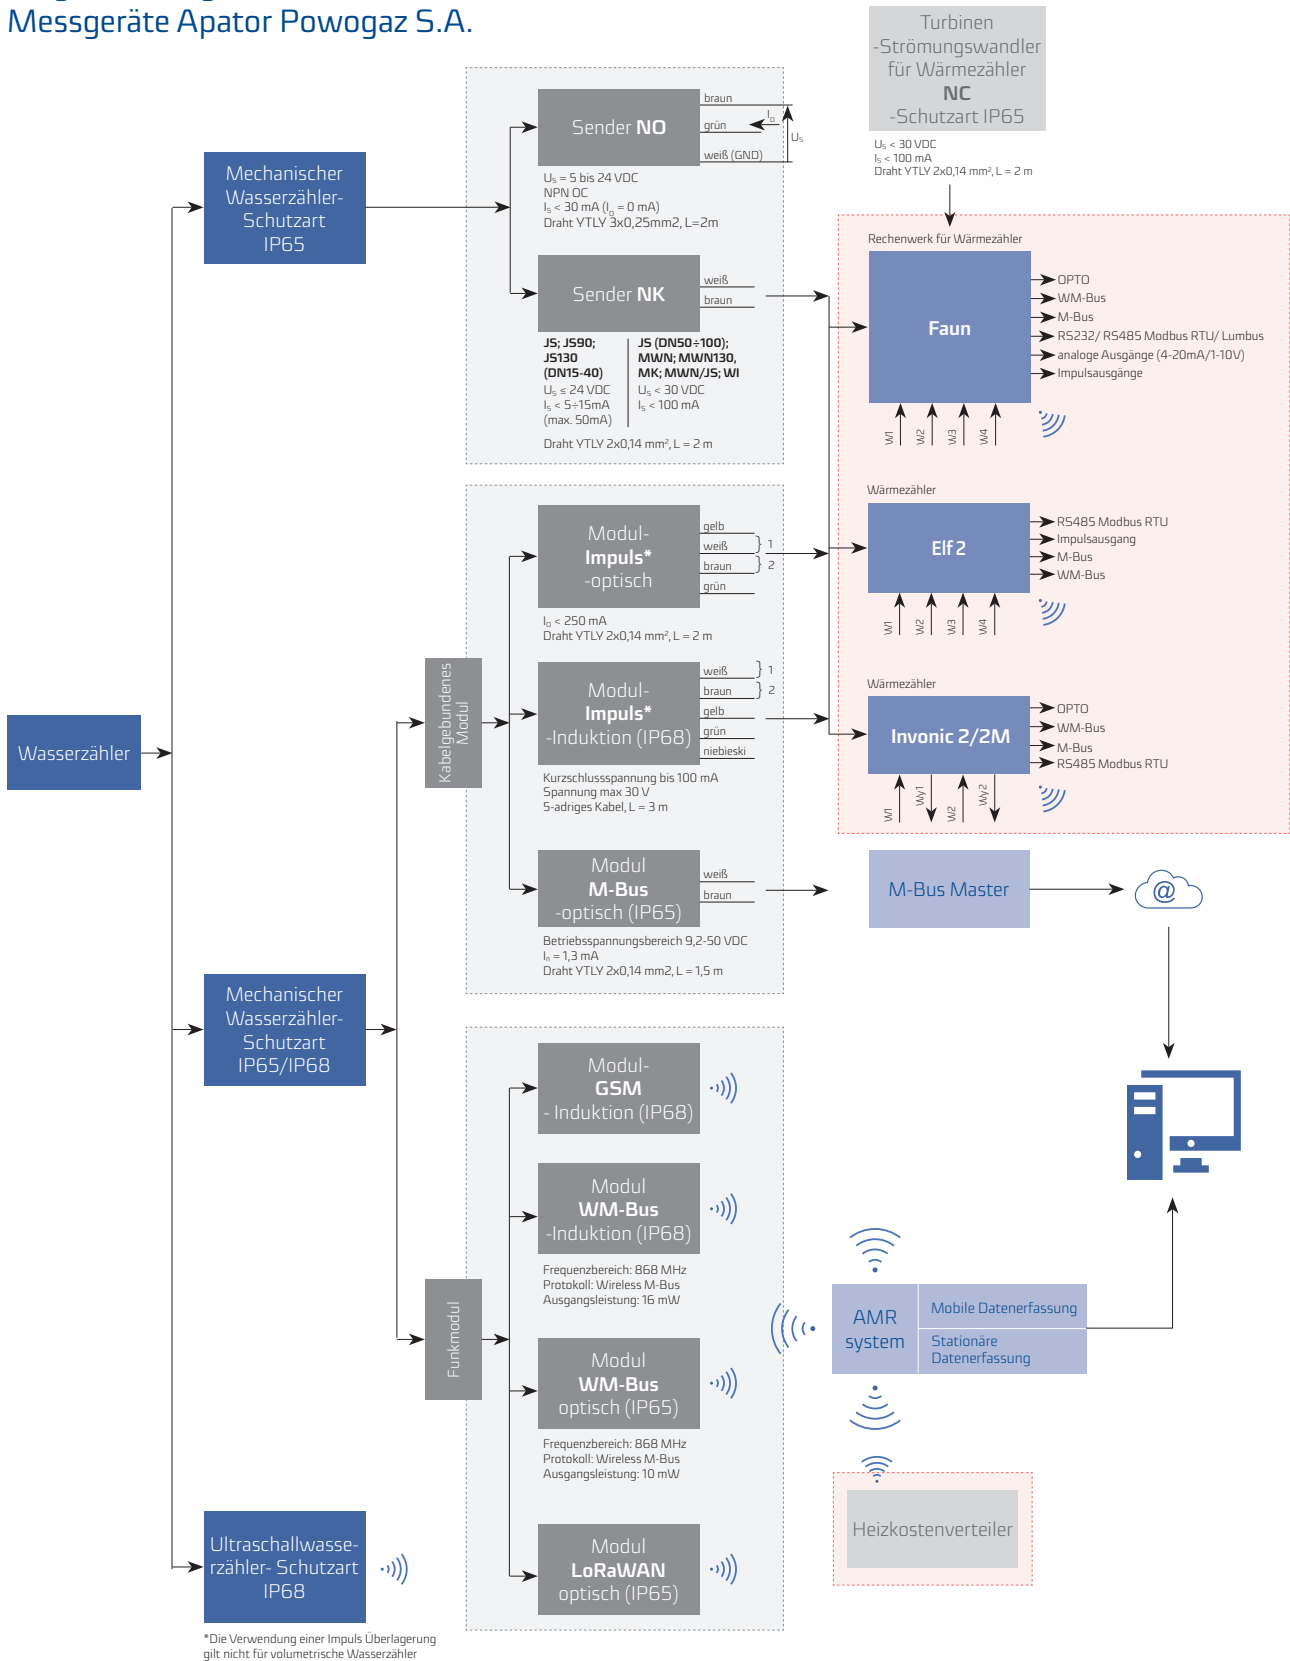 Messgeräte Apator Powogaz S.A.
Turbinen
-Strömungswandler
für Wärmezähler
NC
-Schutzart IP65
U_S < 30 VDC
I_S < 100 mA
Draht YTLY 2x0,14 mm², L = 2 m
Sender NO
braun
grün
weiß (GND)
I_o
U_S
U_S = 5 bis 24 VDC
NPN OC
I_S < 30 mA (I_o = 0 mA)
Draht YTLY 3x0,25mm2, L=2m
Mechanischer
Wasserzähler-
Schutzart
IP65
Sender NK
weiß
braun
JS; JS90;
JS130
(DN15-40)
U_S ≤ 24 VDC
I_S < 5÷15mA
(max. 50mA)
JS (DN50÷100);
MWN; MWN130,
MK; MWN/JS; WI
U_S < 30 VDC
I_S < 100 mA
Draht YTLY 2x0,14 mm², L = 2 m
Rechenwerk für Wärmezähler
Faun
OPTO
WM-Bus
M-Bus
RS232/ RS485 Modbus RTU/ Lumbus
analoge Ausgänge (4-20mA/1-10V)
Impulsausgänge
W1
W2
W3
W4
Modul-
Impuls*
-optisch
gelb
weiß
braun
grün
} 1
} 2
I_o < 250 mA
Draht YTLY 2x0,14 mm², L = 2 m
Wärmezähler
Elf 2
RS485 Modbus RTU
Impulsausgang
M-Bus
WM-Bus
W1
W2
W3
W4
Kabelgebundenes
Modul
Modul-
Impuls*
-Induktion (IP68)
weiß
braun
gelb
grün
niebieski
} 1
} 2
Kurzschlussspannung bis 100 mA
Spannung max 30 V
5-adriges Kabel, L = 3 m
Wärmezähler
Invonic 2/2M
OPTO
WM-Bus
M-Bus
RS485 Modbus RTU
W1
Wy1
W2
Wy2
Wasserzähler
Modul
M-Bus
-optisch (IP65)
weiß
braun
Betriebsspannungsbereich 9,2-50 VDC
I_n = 1,3 mA
Draht YTLY 2x0,14 mm2, L = 1,5 m
M-Bus Master
@
Mechanischer
Wasserzähler-
Schutzart
IP65/IP68
Modul-
GSM
- Induktion (IP68)
Modul
WM-Bus
-Induktion (IP68)
Frequenzbereich: 868 MHz
Protokoll: Wireless M-Bus
Ausgangsleistung: 16 mW
Funkmodul
Modul
WM-Bus
optisch (IP65)
Frequenzbereich: 868 MHz
Protokoll: Wireless M-Bus
Ausgangsleistung: 10 mW
AMR
system
Mobile Datenerfassung
Stationäre
Datenerfassung
Heizkostenverteiler
Modul
LoRaWAN
optisch (IP65)
Ultraschallwasse-
rzähler- Schutzart
IP68
*Die Verwendung einer Impuls Überlagerung
gilt nicht für volumetrische Wasserzähler